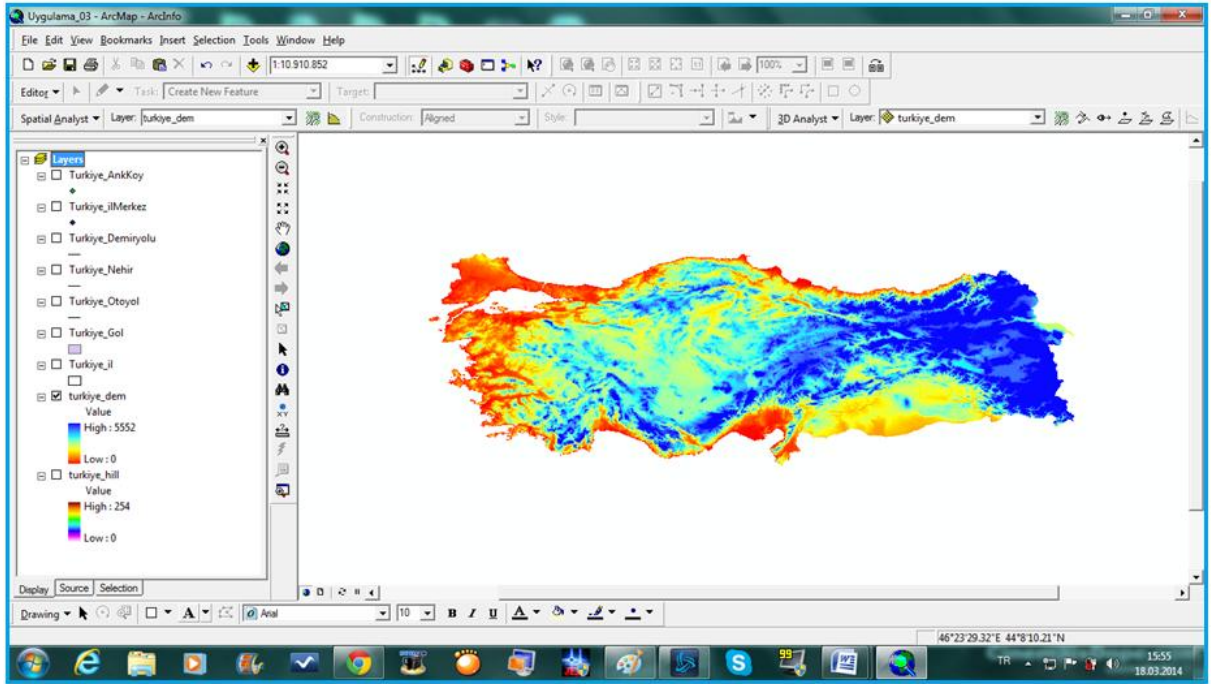 Uygulama_03 - ArcMap - ArcInfo
File Edit View Bookmarks Insert Selection Tools Window Help
1:10.910.852 100%
Editor Task: Create New Feature Target:
Spatial Analyst Layer: turkiye_dem Construction: Aligned Style: 3D Analyst Layer: turkiye_dem
Layers
Turkiye_AnkKoy
Turkiye_ilMerkez
Turkiye_Demiryolu
Turkiye_Nehir
Turkiye_Otoyol
Turkiye_Gol
Turkiye_il
turkiye_dem
Value
High : 5552
Low : 0
turkiye_hill
Value
High : 254
Low : 0
Display Source Selection
Drawing A Arial 10 B I U A
46°23'29.32"E 44°8'10.21"N
99
TR 15:55
18.03.2014